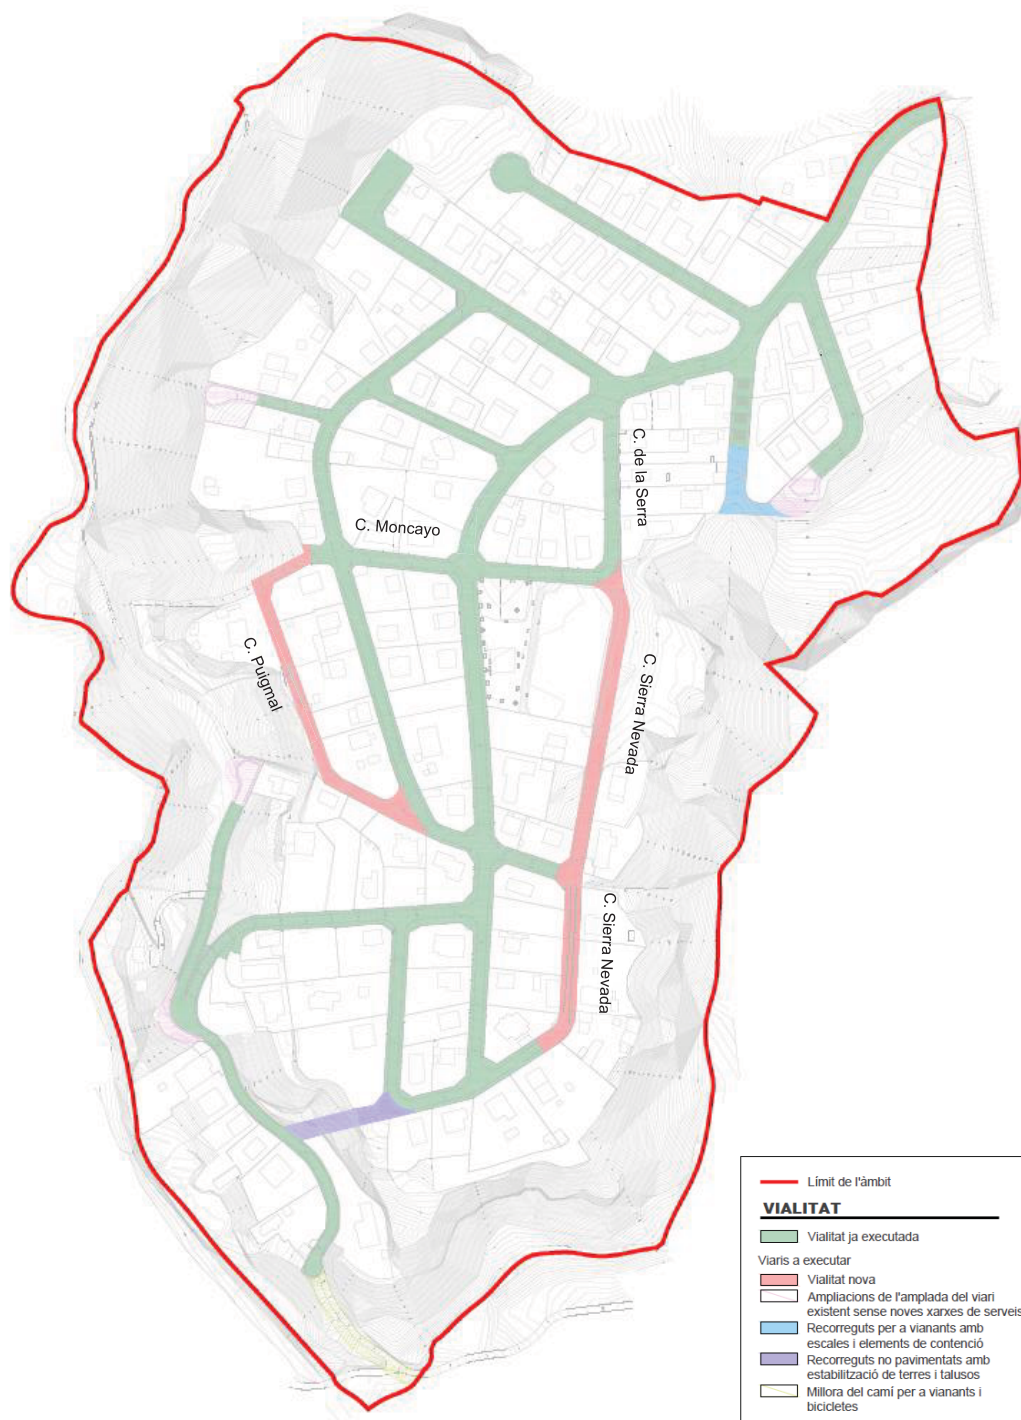 C. de la Serra
C. Moncayo
C. Puigmal
C. Sierra Nevada
C. Sierra Nevada
Límit de l'àmbit
VIALITAT
Vialitat ja executada
Viaris a executar
Vialitat nova
Ampliacions de l'amplada del viari
existent sense noves xarxes de serveis
Recorreguts per a vianants amb
escales i elements de contenció
Recorreguts no pavimentats amb
estabilització de terres i talusos
Millora del camí per a vianants i
bicicletes